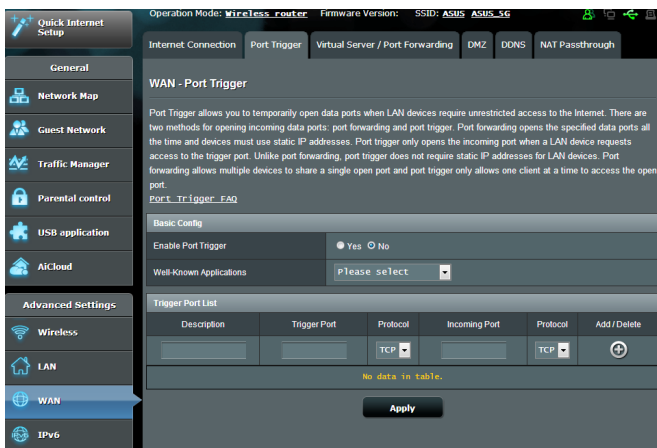 Quick Internet
Setup
Operation Mode: Wireless router Firmware Version: SSID: ASUS ASUS_5G
Internet Connection Port Trigger Virtual Server / Port Forwarding DMZ DDNS NAT Passthrough
General
Network Map
Guest Network
Traffic Manager
Parental control
USB application
AiCloud
Advanced Settings
Wireless
LAN
WAN
IPv6
WAN - Port Trigger
Port Trigger allows you to temporarily open data ports when LAN devices require unrestricted access to the Internet. There are
two methods for opening incoming data ports: port forwarding and port trigger. Port forwarding opens the specified data ports all
the time and devices must use static IP addresses. Port trigger only opens the incoming port when a LAN device requests
access to the trigger port. Unlike port forwarding, port trigger does not require static IP addresses for LAN devices. Port
forwarding allows multiple devices to share a single open port and port trigger only allows one client at a time to access the open
port.
Port Trigger FAQ
Basic Config
Enable Port Trigger Yes No
Well-Known Applications Please select
Trigger Port List
Description Trigger Port Protocol Incoming Port Protocol Add / Delete
TCP TCP
No data in table.
Apply